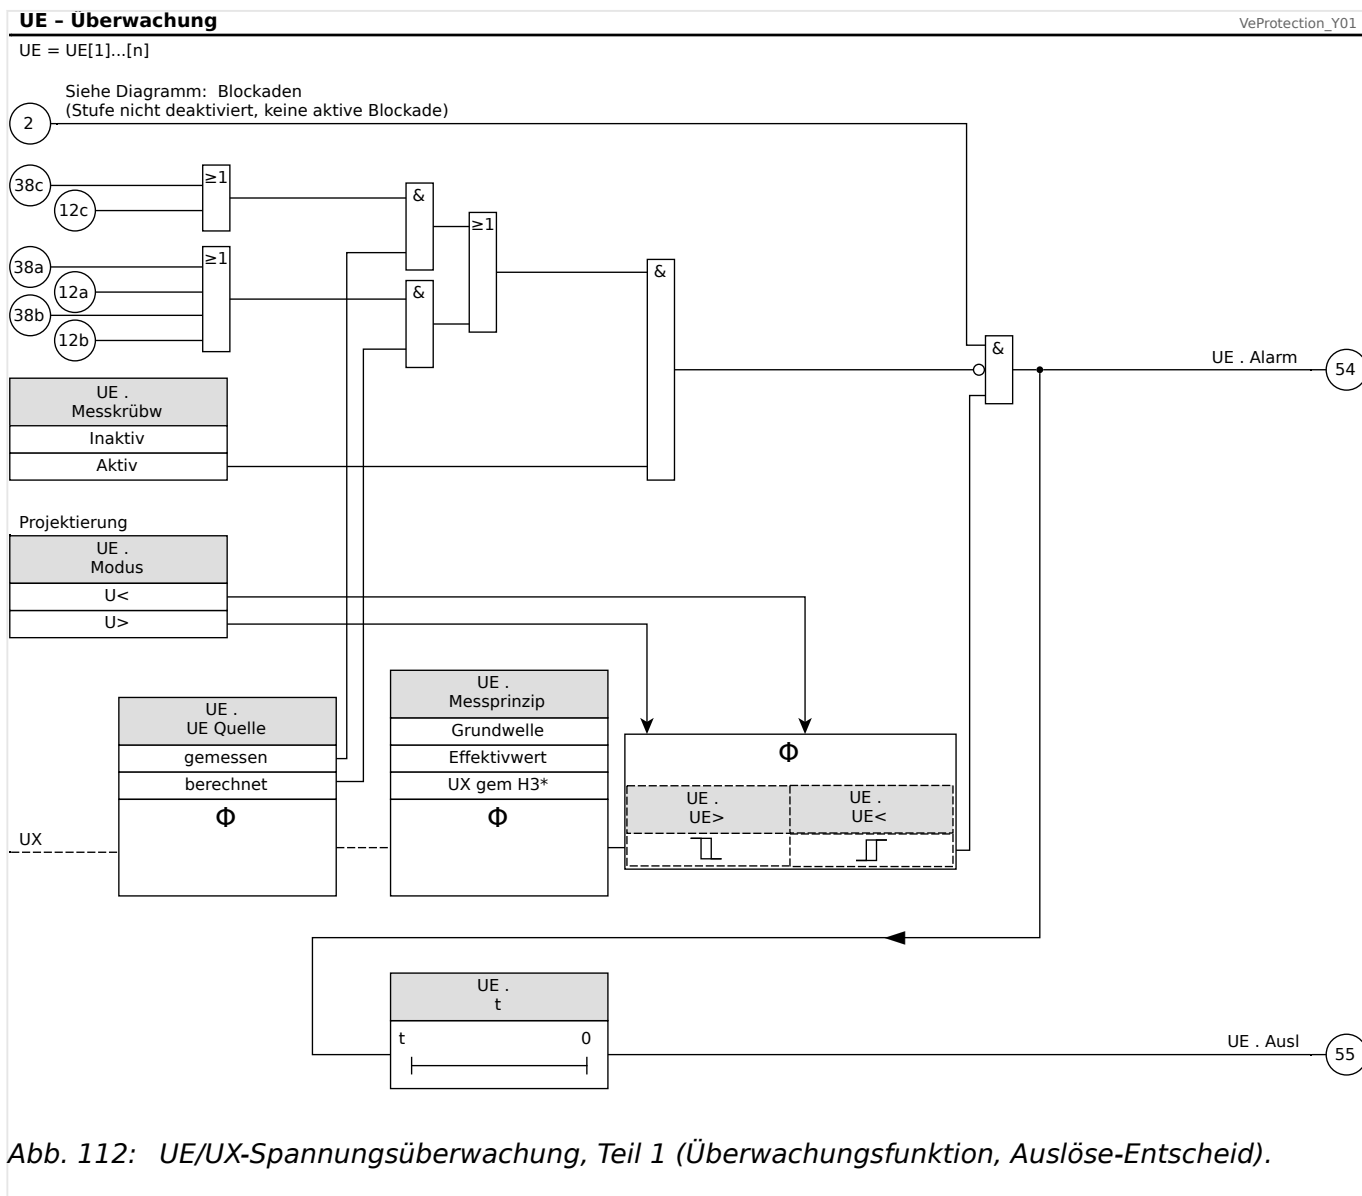 UE – Überwachung
VeProtection_Y01
UE = UE[1]...[n]
Siehe Diagramm: Blockaden
(Stufe nicht deaktiviert, keine aktive Blockade)
2
38c
12c
≥1
&
≥1
38a
12a
38b
12b
≥1
&
&
&
UE . Alarm
54
UE .
Messkrübw
Inaktiv
Aktiv
Projektierung
UE .
Modus
U<
U>
UE .
UE Quelle
gemessen
berechnet
Φ
UX
UE .
Messprinzip
Grundwelle
Effektivwert
UX gem H3*
Φ
Φ
UE .
UE>
UE .
UE<
UE .
t
t
0
UE . Ausl
55
Abb. 112: UE/UX-Spannungsüberwachung, Teil 1 (Überwachungsfunktion, Auslöse-Entscheid).